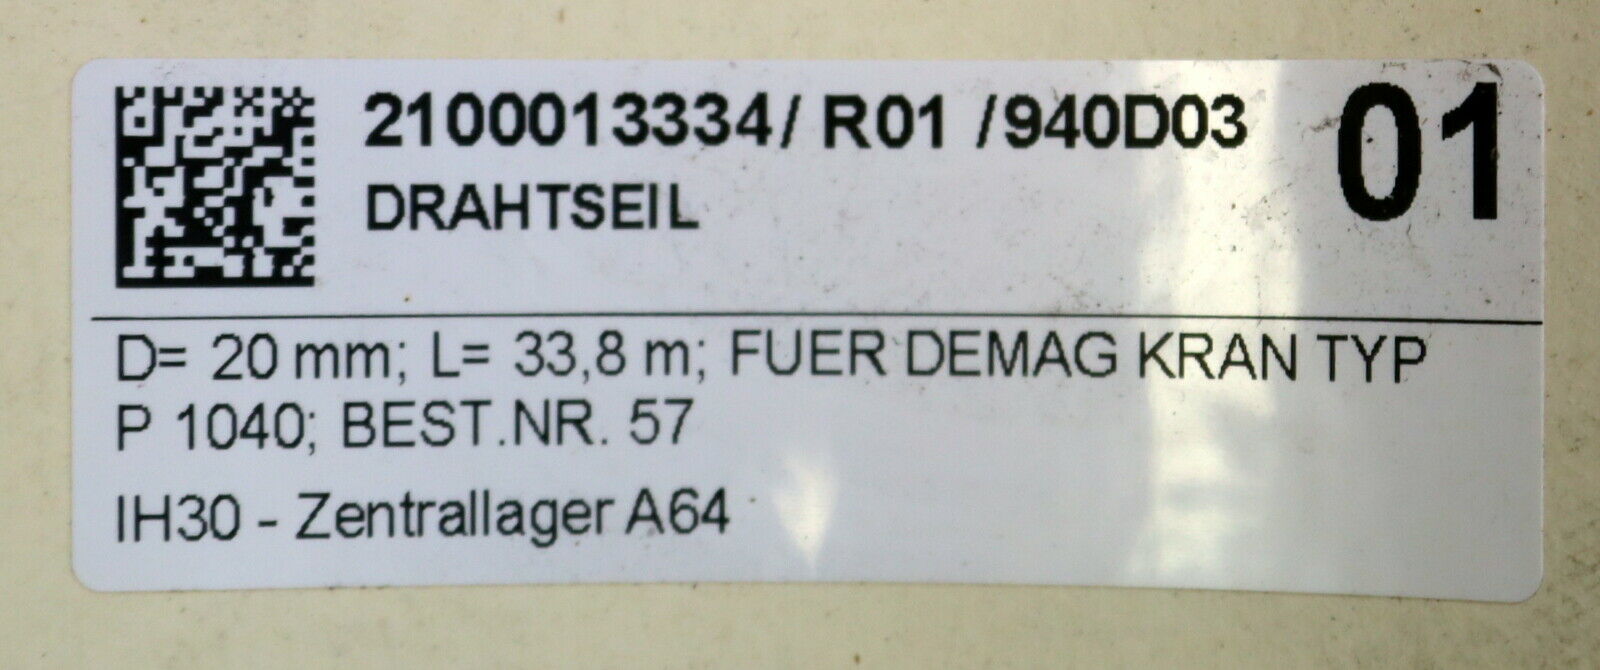 2100013334/ R01 /940D03
01
DRAHTSEIL
D= 20 mm; L= 33,8 m; FUER DEMAG KRAN TYP
P 1040; BEST.NR. 57
IH30 - Zentrallager A64